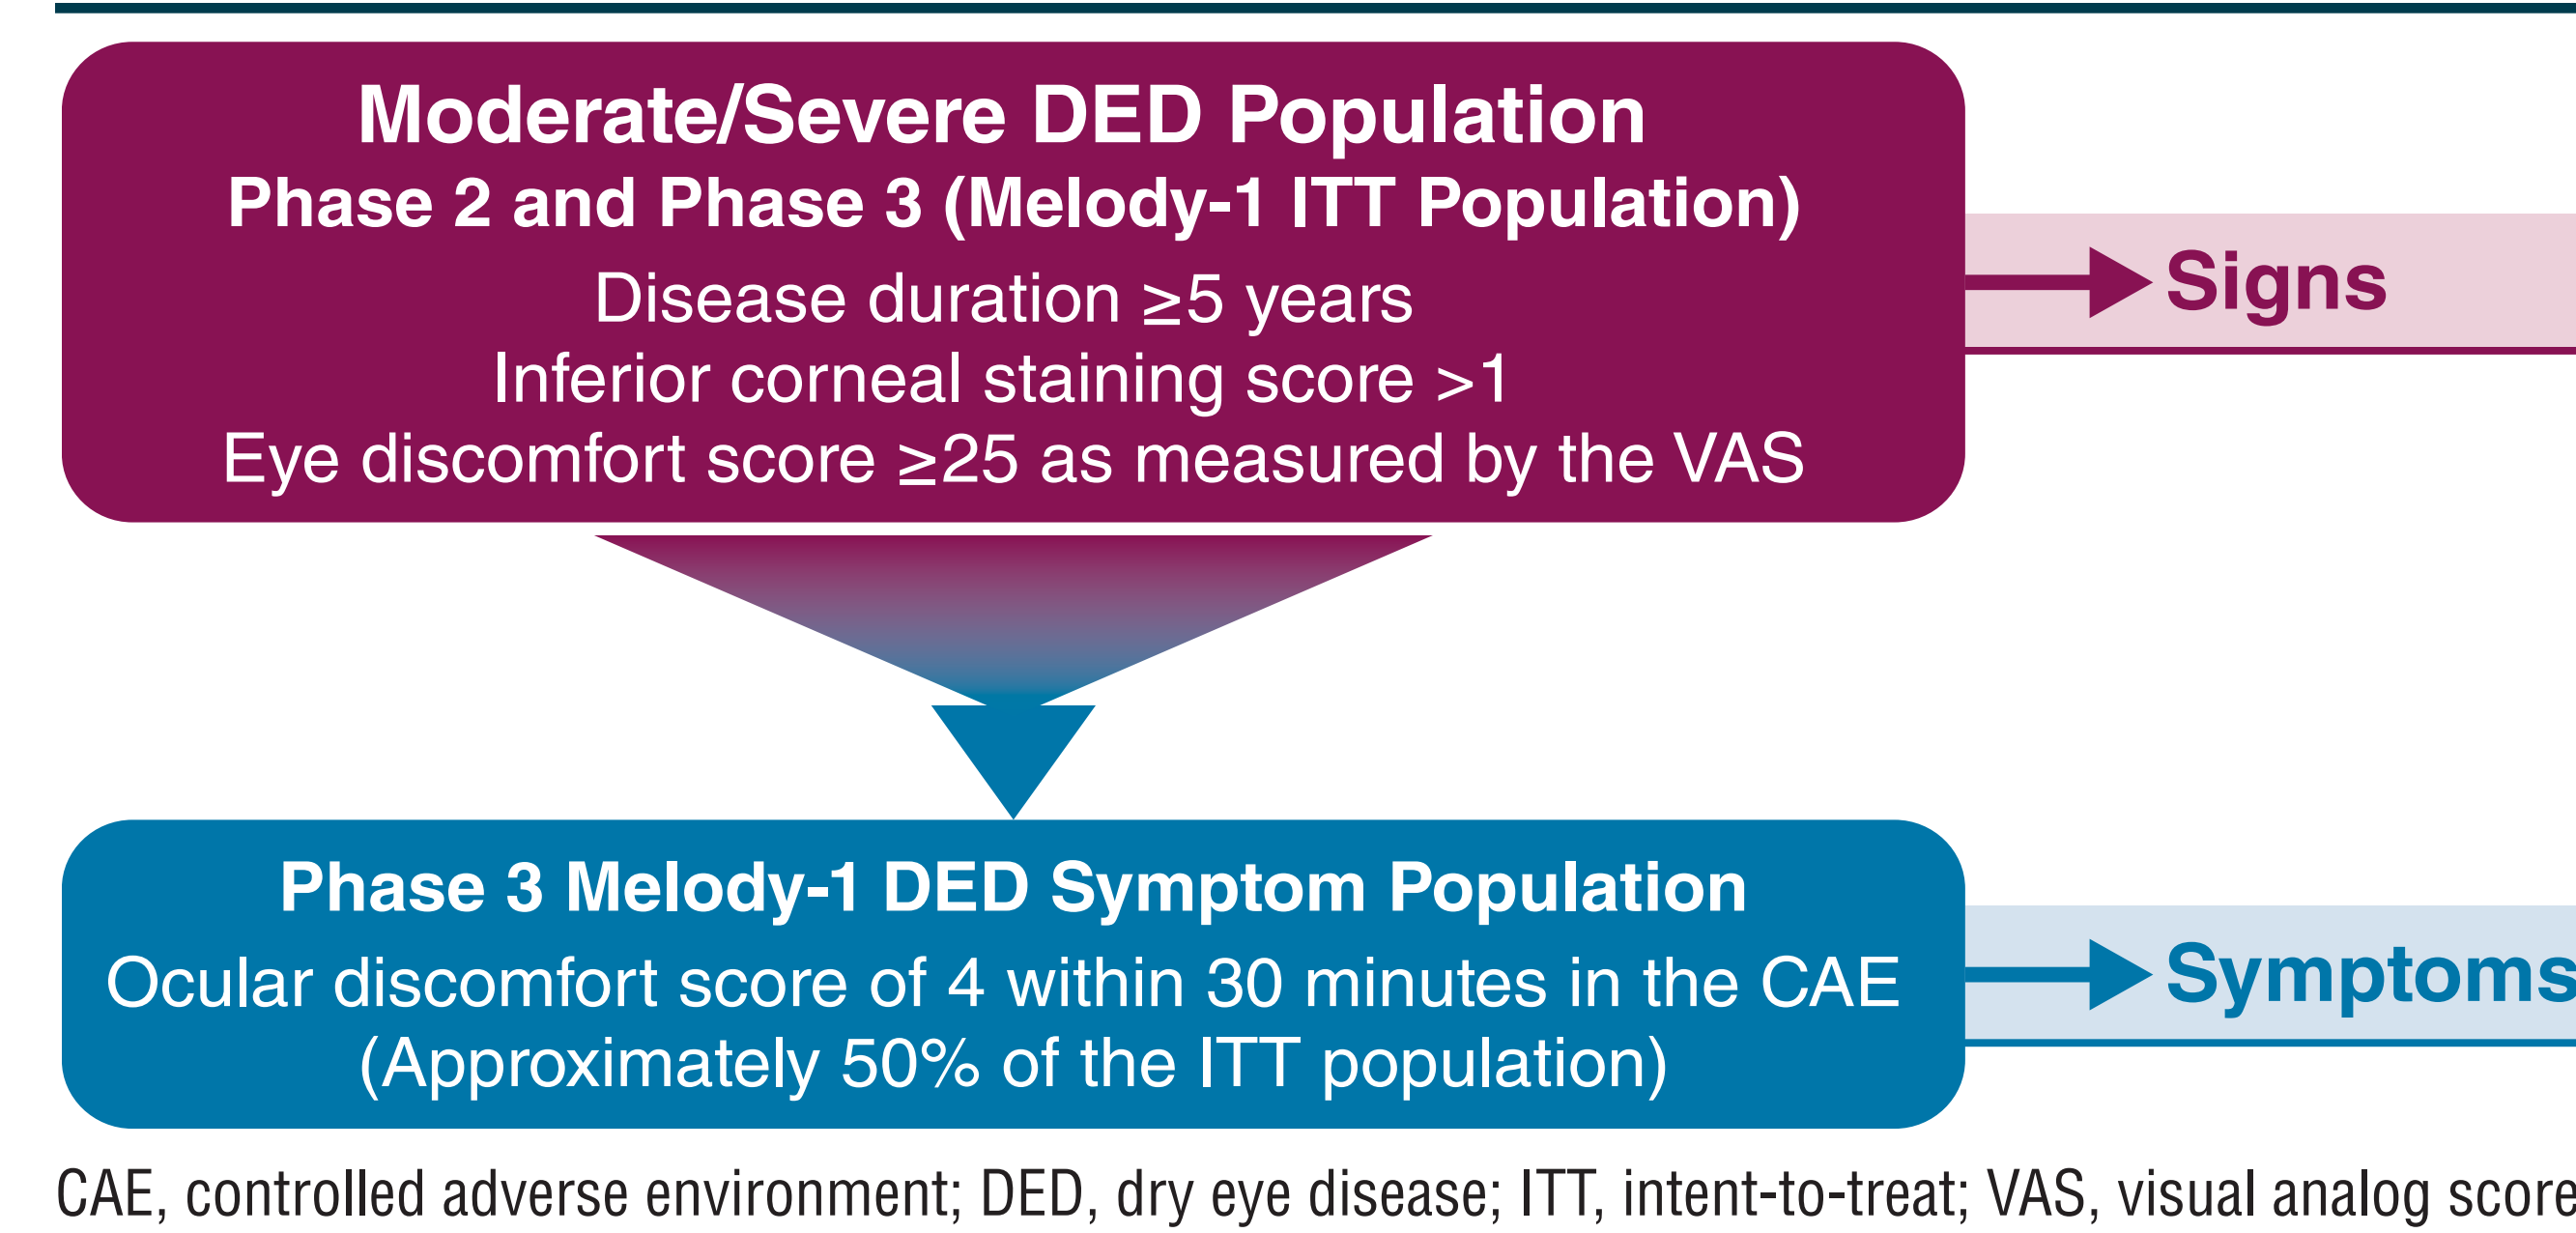 Moderate/Severe DED Population
Phase 2 and Phase 3 (Melody-1 ITT Population)
Disease duration ≥5 years
Inferior corneal staining score >1
Eye discomfort score ≥25 as measured by the VAS
Signs
Phase 3 Melody-1 DED Symptom Population
Ocular discomfort score of 4 within 30 minutes in the CAE
(Approximately 50% of the ITT population)
Symptoms
CAE, controlled adverse environment; DED, dry eye disease; ITT, intent-to-treat; VAS, visual analog score